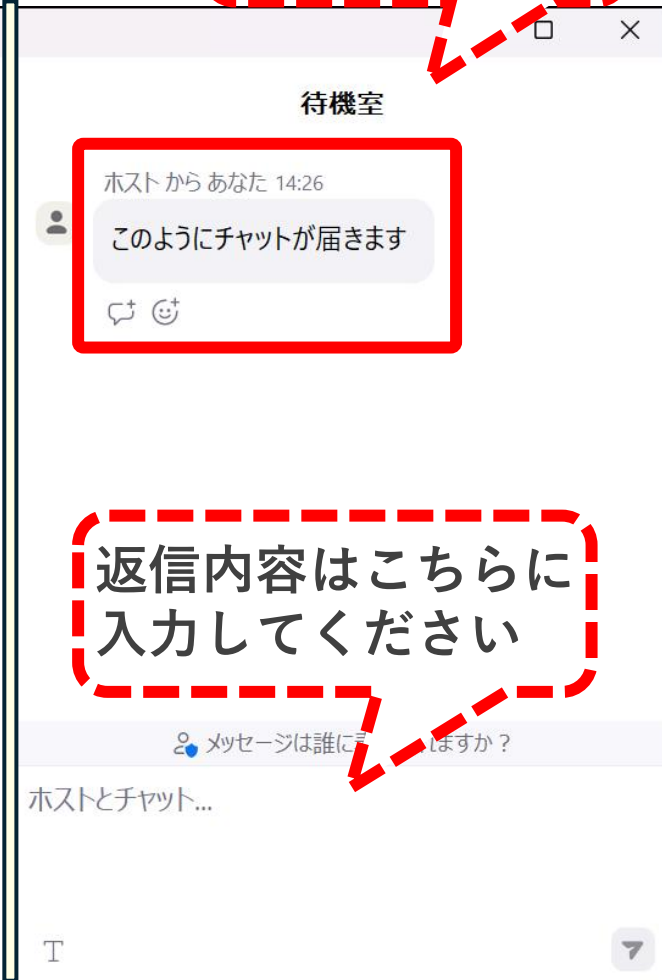 待機室
ホスト から あなた 14:26
このようにチャットが届きます
返信内容はこちらに
入力してください
メッセージは誰に
ますか？
ホストとチャット...
T